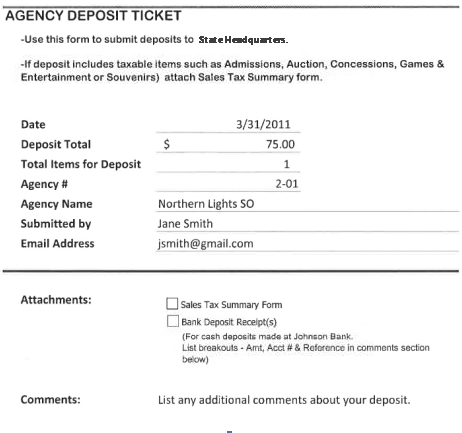 AGENCY DEPOSIT TICKET
-Use this form to submit deposits to State Headquarters.
-If deposit includes taxable items such as Admissions, Auction, Concessions, Games &
Entertainment or Souvenirs) attach Sales Tax Summary form.
Date 3/31/2011
Deposit Total $ 75.00
Total Items for Deposit 1
Agency # 2-01
Agency Name Northern Lights SO
Submitted by Jane Smith
Email Address jsmith@gmail.com
Attachments: Sales Tax Summary Form
Bank Deposit Receipt(s)
(For cash deposits made at Johnson Bank.
List breakouts - Amt, Acct # & Reference in comments section
below)
Comments: List any additional comments about your deposit.